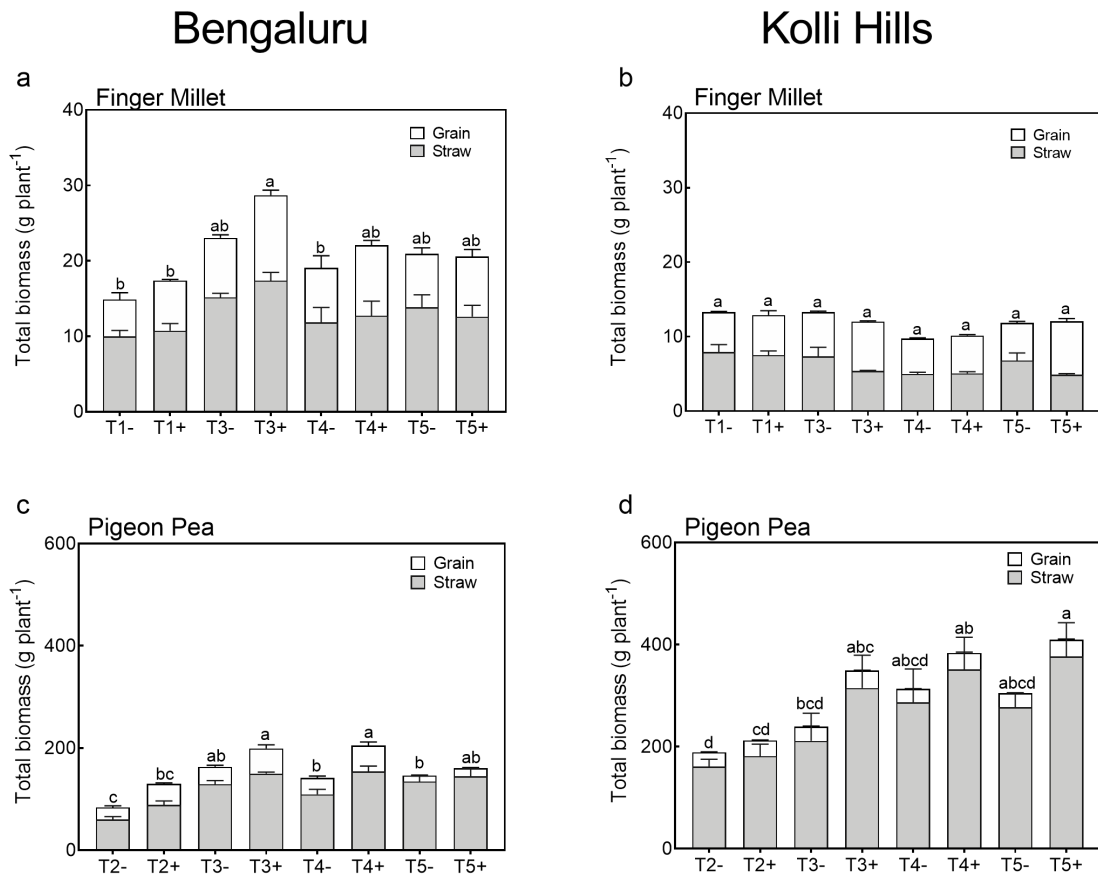 Bengaluru
Kolli Hills
a
Finger Millet
Total biomass (g plant⁻¹)
40
30
20
10
0
Grain
Straw
b
b
ab
a
b
ab
ab
ab
T1- T1+ T3- T3+ T4- T4+ T5- T5+
b
Finger Millet
Total biomass (g plant⁻¹)
40
30
20
10
0
Grain
Straw
a a a a a a a a
T1- T1+ T3- T3+ T4- T4+ T5- T5+
c
Pigeon Pea
Total biomass (g plant⁻¹)
600
400
200
0
Grain
Straw
c
bc
ab
a
b
a
b
ab
T2- T2+ T3- T3+ T4- T4+ T5- T5+
d
Pigeon Pea
Total biomass (g plant⁻¹)
600
400
200
0
Grain
Straw
d
cd
bcd
abc
abcd
ab
abcd
a
T2- T2+ T3- T3+ T4- T4+ T5- T5+